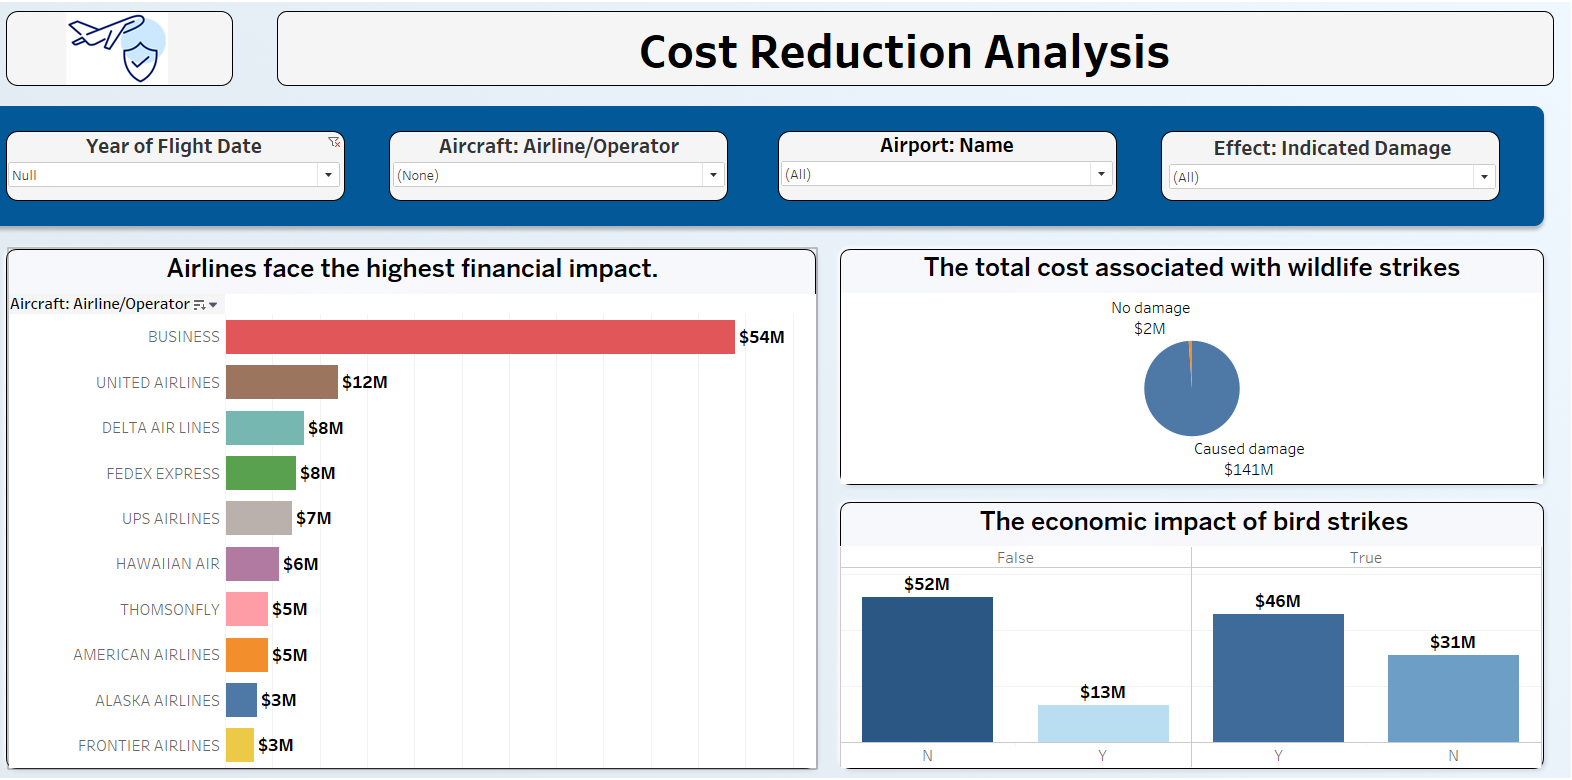 Cost Reduction Analysis
Year of Flight Date
Null
Aircraft: Airline/Operator
(None)
Airport: Name
(All)
Effect: Indicated Damage
(All)
Airlines face the highest financial impact.
Aircraft: Airline/Operator
BUSINESS $54M
UNITED AIRLINES $12M
DELTA AIR LINES $8M
FEDEX EXPRESS $8M
UPS AIRLINES $7M
HAWAIIAN AIR $6M
THOMSONFLY $5M
AMERICAN AIRLINES $5M
ALASKA AIRLINES $3M
FRONTIER AIRLINES $3M
The total cost associated with wildlife strikes
No damage
$2M
Caused damage
$141M
The economic impact of bird strikes
False True
$52M $13M $46M $31M
N Y Y N